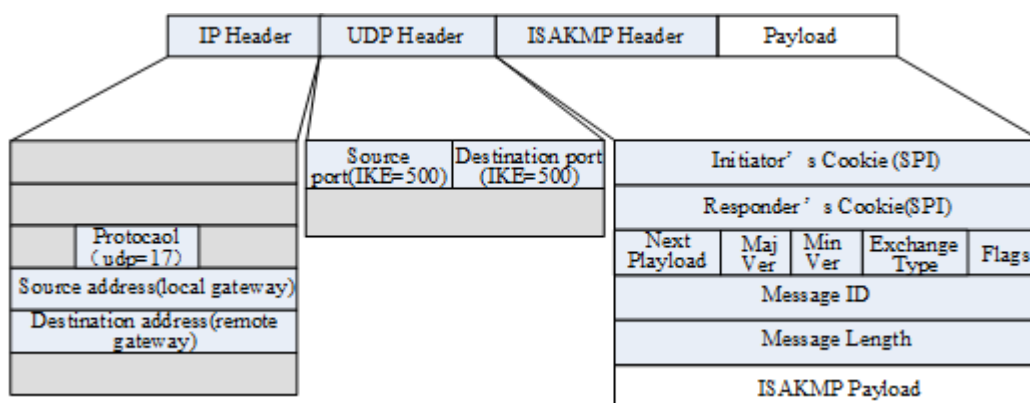 IP Header UDP Header ISAKMP Header Payload
Source port(IKE=500)
Destination port (IKE=500)
Initiator’s Cookie (SPI)
Responder’s Cookie(SPI)
Protocaol (udp=17)
Next Playload
Maj Ver
Min Ver
Exchange Type
Flags
Source address(local gateway)
Message ID
Destination address(remote gateway)
Message Length
ISAKMP Payload